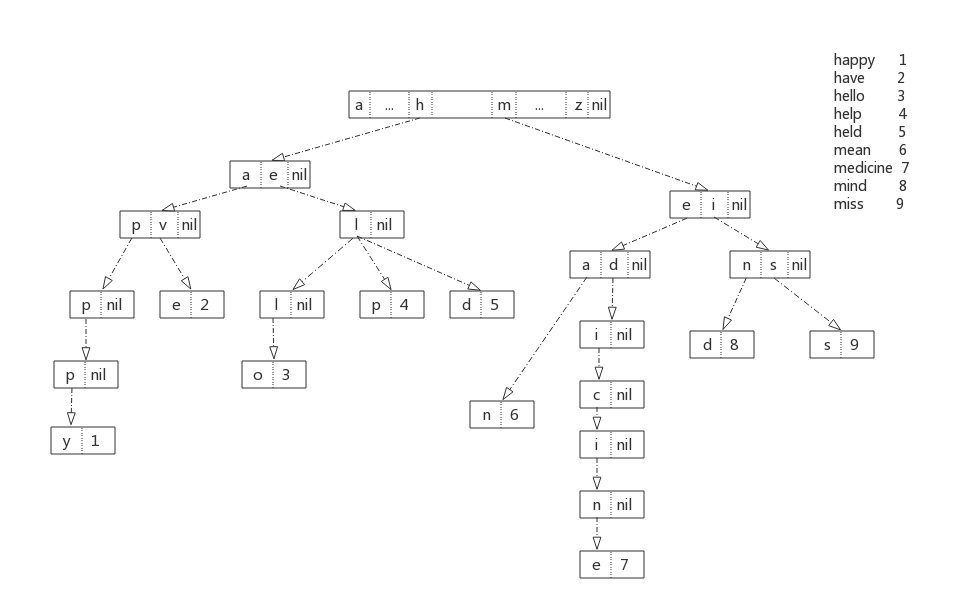 happy 1
have 2
hello 3
help 4
held 5
mean 6
medicine 7
mind 8
miss 9
a ... h m ... z nil
a e nil
e i nil
p v nil
l nil
a d nil
n s nil
p nil
e 2
l nil
p 4
d 5
i nil
d 8
s 9
p nil
o 3
c nil
n 6
y 1
i nil
n nil
e 7